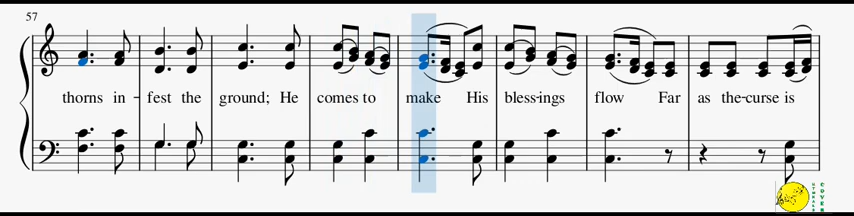 57
thorns in - fest the ground; He comes to make His bless-ings flow Far as the-curse is